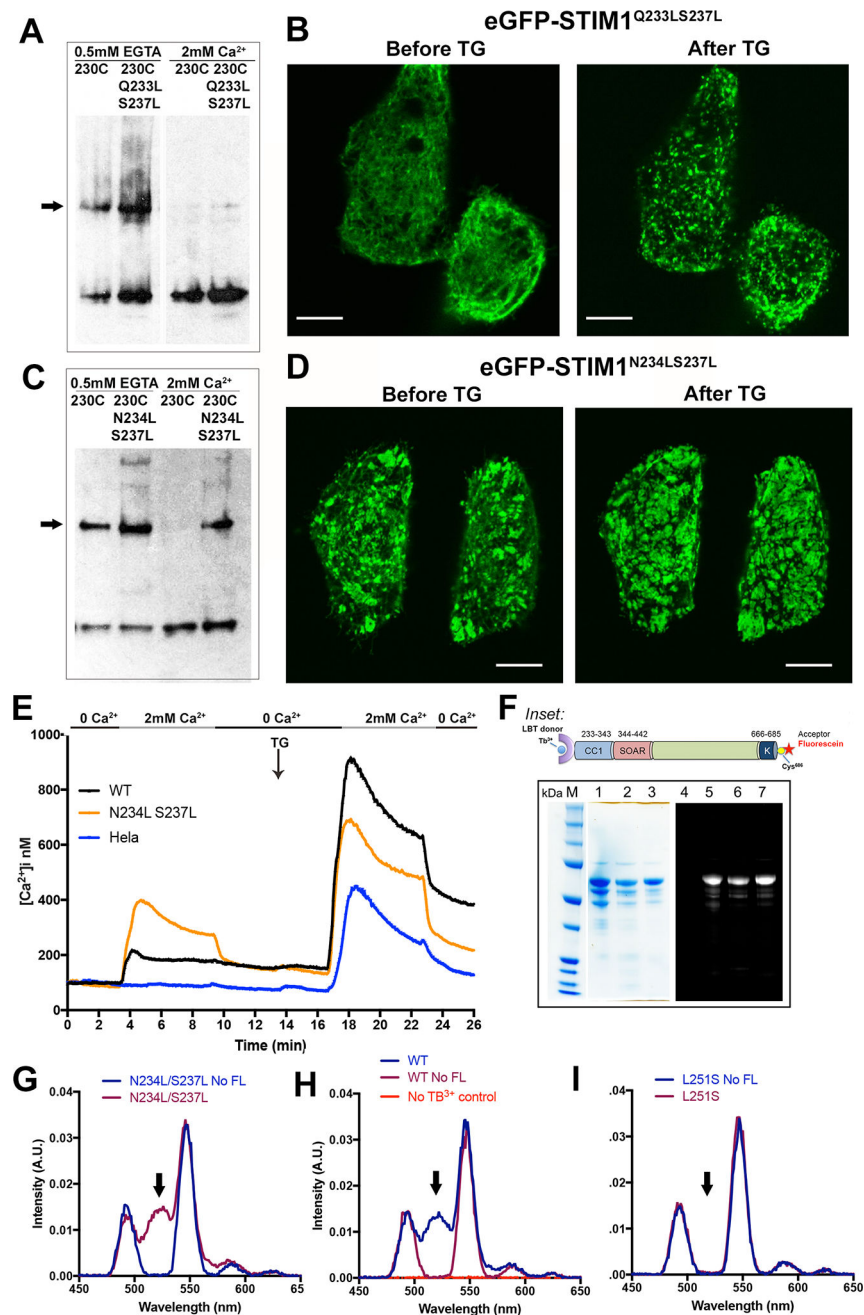 A
0.5mM EGTA 2mM Ca²⁺
230C 230C 230C 230C
Q233L Q233L
S237L S237L
B
eGFP-STIM1Q233LS237L
Before TG After TG
C
0.5mM EGTA 2mM Ca²⁺
230C 230C 230C 230C
N234L N234L
S237L S237L
D
eGFP-STIM1N234LS237L
Before TG After TG
E
0 Ca²⁺ 2mM Ca²⁺ 0 Ca²⁺ 2mM Ca²⁺ 0 Ca²⁺
TG
WT
N234L S237L
Hela
[Ca²⁺]i nM
1000
800
600
400
200
0
0 2 4 6 8 10 12 14 16 18 20 22 24 26
Time (min)
F
Inset:
LBT donor
Tb³⁺
233-343 344-442 666-685
CC1 SOAR K
Acceptor
Fluorescein
Cys⁶⁸⁶
kDa M 1 2 3 4 5 6 7
G
N234L/S237L No FL
N234L/S237L
Intensity (A.U.)
0.04
0.03
0.02
0.01
0.00
450 500 550 600 65
Wavelength (nm)
H
WT
WT No FL
No TB³⁺ control
Intensity (A.U.)
0.04
0.03
0.02
0.01
.00
450 500 550 600 650
Wavelength (nm)
I
L251S No FL
L251S
Intensity (A.U.)
.04
0.03
0.02
0.01
0.00
450 500 550 600 650
Wavelength (nm)